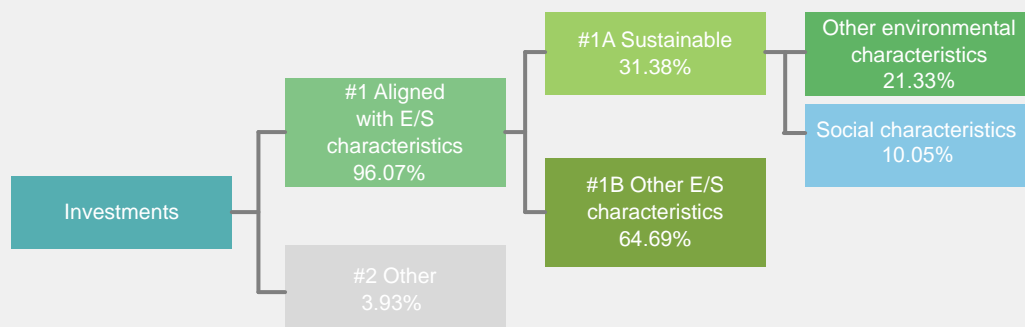 Investments
#1 Aligned
with E/S
characteristics
96.07%
#2 Other
3.93%
#1A Sustainable
31.38%
#1B Other E/S
characteristics
64.69%
Other environmental
characteristics
21.33%
Social characteristics
10.05%